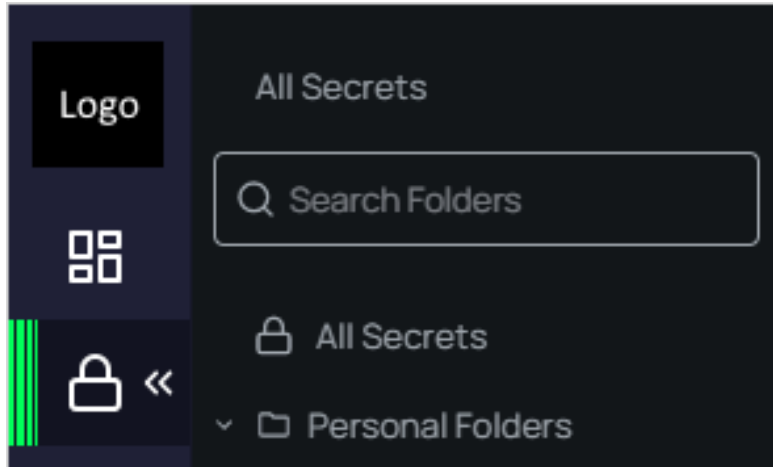 Logo
All Secrets
Search Folders
All Secrets
Personal Folders